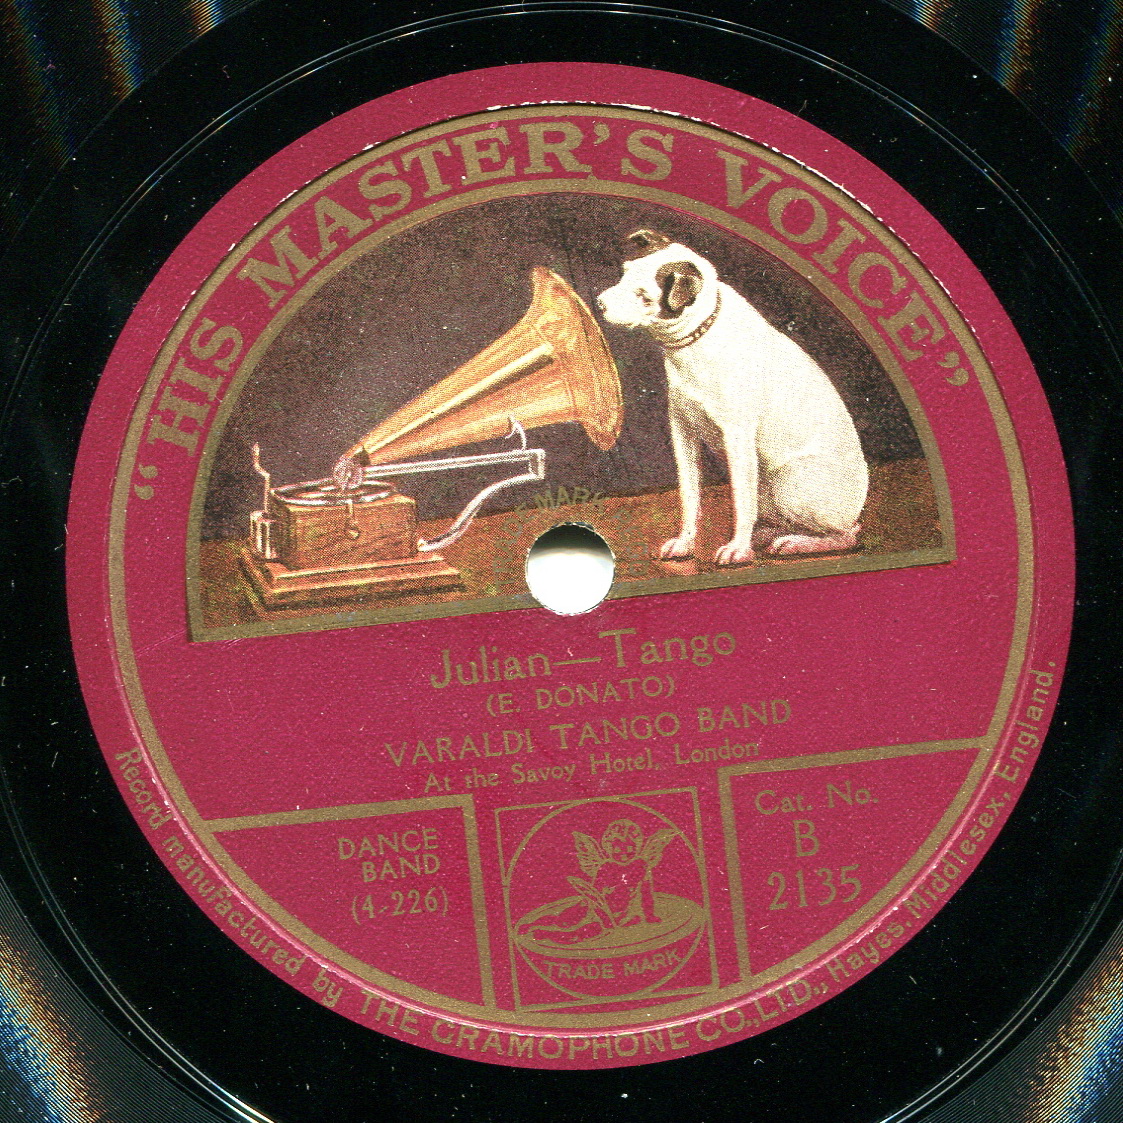 "HIS MASTER'S VOICE"
MARK
Julian—Tango
(E. DONATO)
VARALDI TANGO BAND
At the Savoy Hotel, London
DANCE
BAND
(4-226)
TRADE MARK
Cat. No.
B
2135
Record manufactured by THE GRAMOPHONE CO., LTD., Hayes, Middlesex, England.